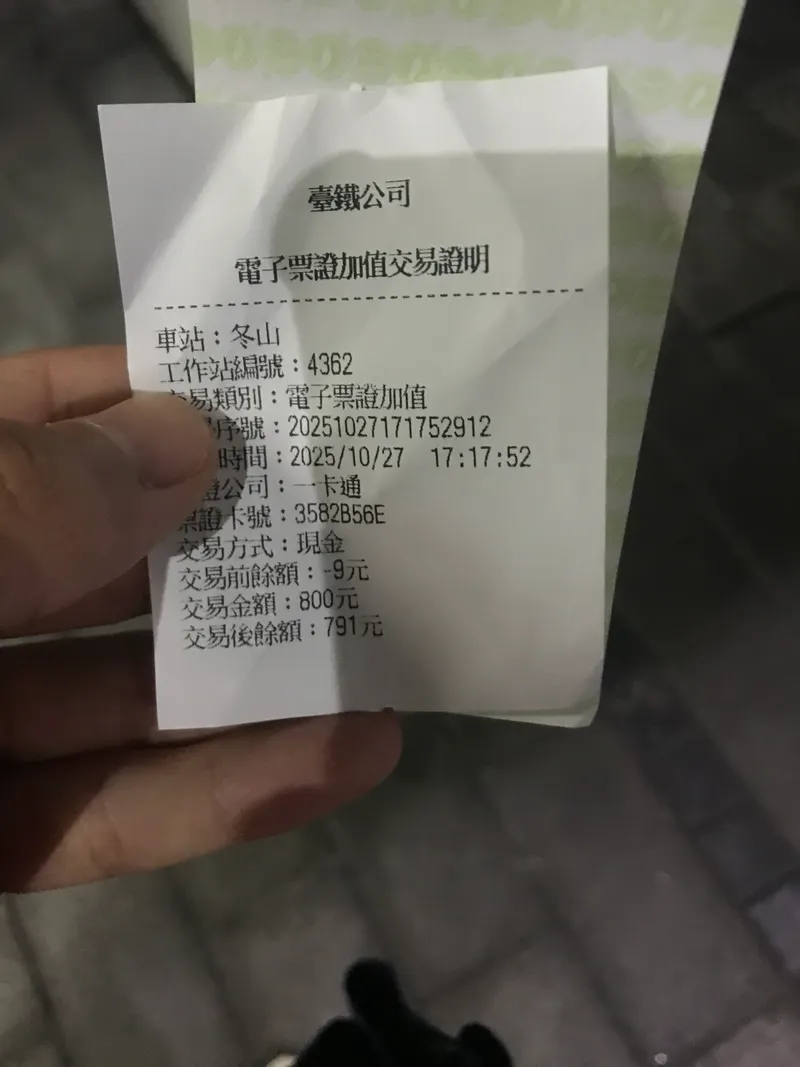 臺鐵公司
電子票證加值交易證明
車站：冬山
工作站編號：4362
交易類別：電子票證加值
序號：20251027171752912
時間：2025/10/27 17:17:52
證公司：一卡通
票證卡號：3582B56E
交易方式：現金
交易前餘額：-9元
交易金額：800元
交易後餘額：791元